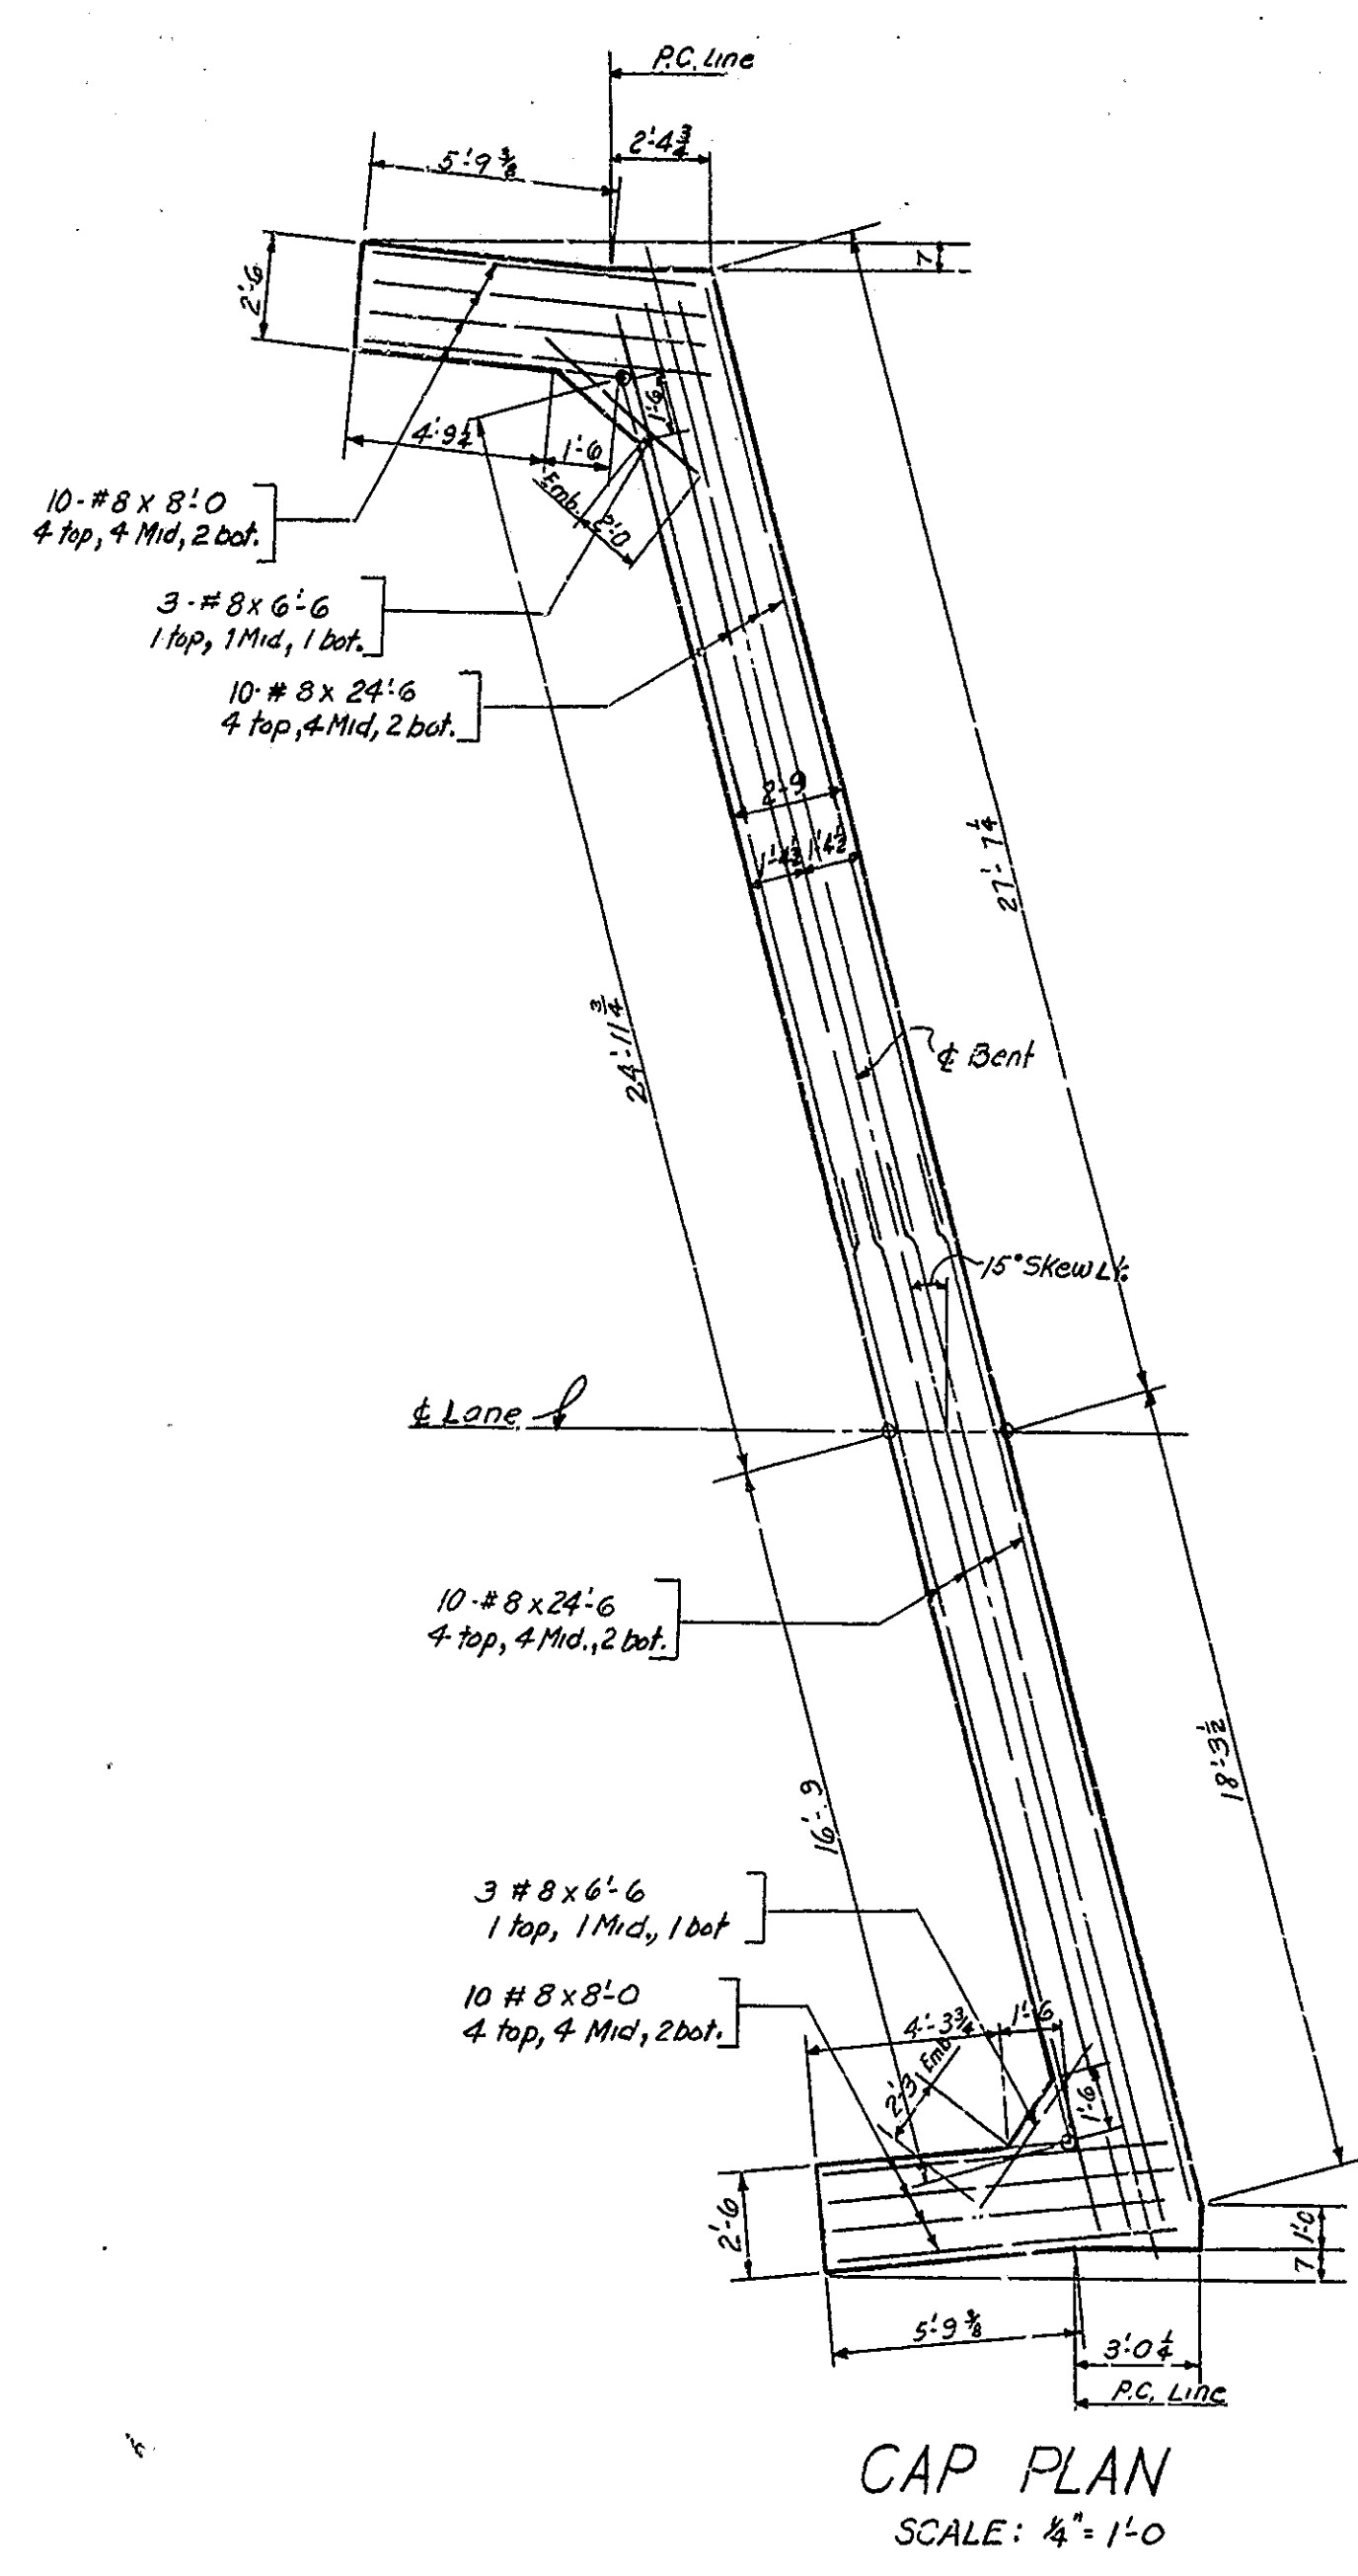 P.C. Line
2'-4 3/4
5'-9 3/8
7
2'-6
1'-6
4'-9 1/4
1'-6
Emb. 2'-0
10-#8 x 8'-0
4 top, 4 Mid, 2 bot.
3-#8 x 6'-6
1 top, 1 Mid, 1 bot.
10-#8 x 24'-6
4 top, 4 Mid, 2 bot.
2'-9
1'-4 1/2
1'-4 1/2
27'-7 1/4
24'-11 3/4
℄ Bent
15° Skew Lt.
℄ Lane
10-#8 x 24'-6
4 top, 4 Mid., 2 bot.
18'-3 1/2
16'-9
3 #8 x 6'-6
1 top, 1 Mid., 1 bot
10 #8 x 8'-0
4 top, 4 Mid, 2 bot.
4'-3 3/4
1'-6
2'-3 Emb.
1'-6
2'-6
1'-0
7
5'-9 3/8
3'-0 1/4
P.C. Line
CAP PLAN
SCALE: 1/4" = 1'-0